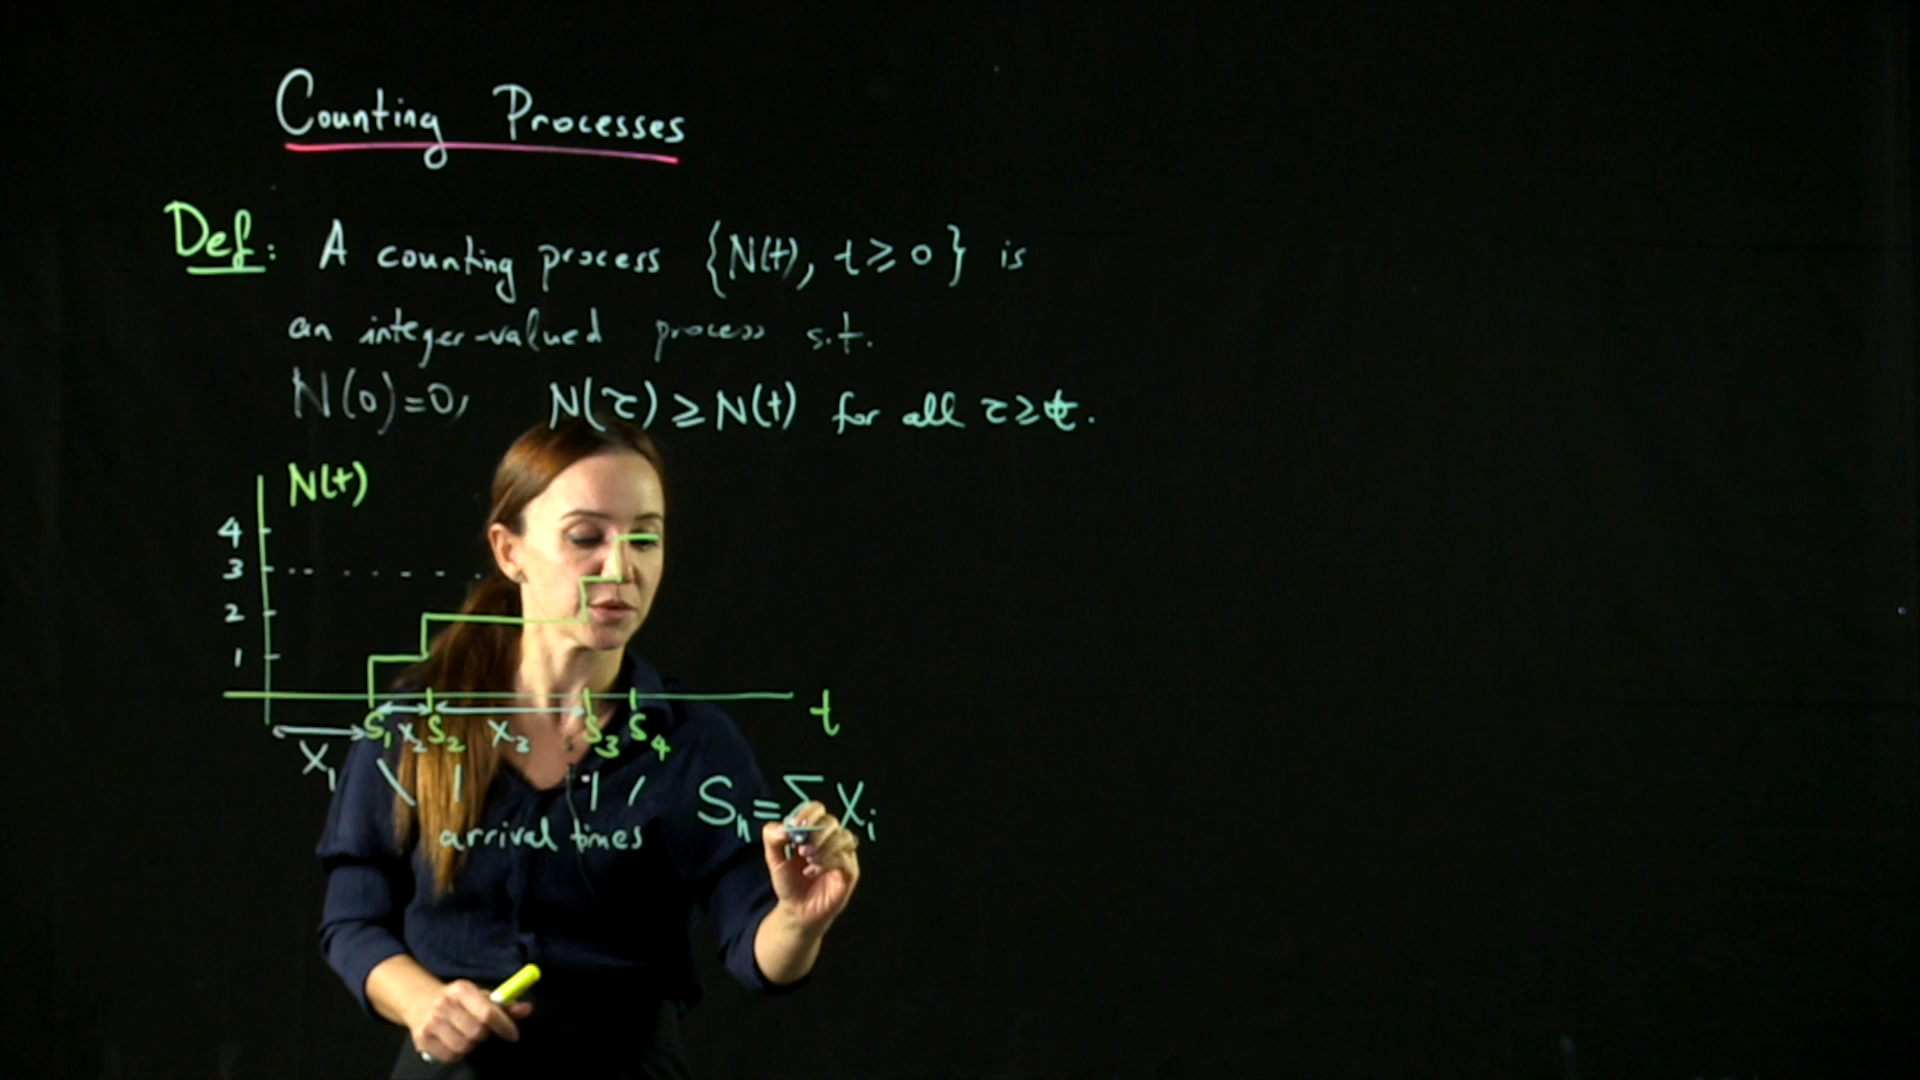 Counting Processes
Def: A counting process {N(t), t ≥ 0} is
an integer-valued process s.t.
N(0)=0, N(τ) ≥ N(t) for all τ ≥ t.
N(t)
4
3
2
1
t
S₁ X₂ S₂ X₃ S₃ S₄
X₁
Sₙ = Σ Xᵢ
arrival times